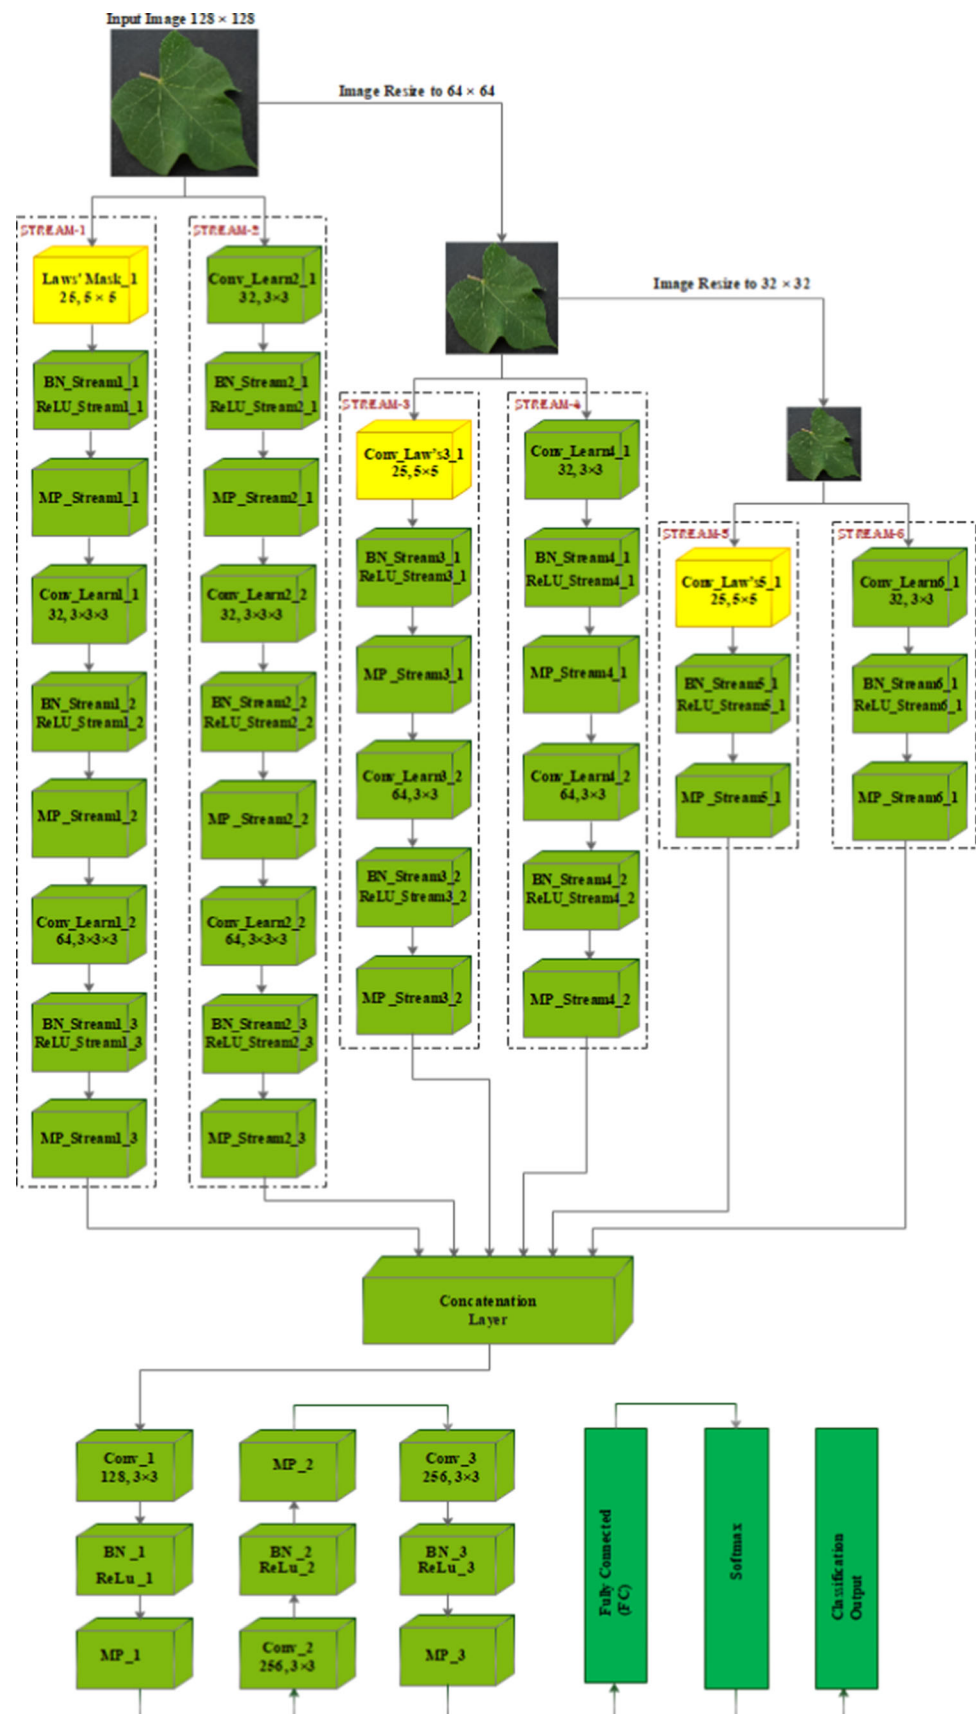 Input Image 128 × 128
Image Resize to 64 × 64
Image Resize to 32 × 32
STREAM-1
Laws' Mask_1
25, 5 × 5
BN_Stream1_1
ReLU_Stream1_1
MP_Stream1_1
Conv_Learn1_1
32, 3×3×3
BN_Stream1_2
ReLU_Stream1_2
MP_Stream1_2
Conv_Learn1_2
64, 3×3×3
BN_Stream1_3
ReLU_Stream1_3
MP_Stream1_3
STREAM-2
Conv_Learn2_1
32, 3×3
BN_Stream2_1
ReLU_Stream2_1
MP_Stream2_1
Conv_Learn2_2
32, 3×3×3
BN_Stream2_2
ReLU_Stream2_2
MP_Stream2_2
Conv_Learn2_2
64, 3×3×3
BN_Stream2_3
ReLU_Stream2_3
MP_Stream2_3
STREAM-3
Conv_Law's3_1
25, 5×5
BN_Stream3_1
ReLU_Stream3_1
MP_Stream3_1
Conv_Learn3_2
64, 3×3
BN_Stream3_2
ReLU_Stream3_2
MP_Stream3_2
STREAM-4
Conv_Learn4_1
32, 3×3
BN_Stream4_1
ReLU_Stream4_1
MP_Stream4_1
Conv_Learn4_2
64, 3×3
BN_Stream4_2
ReLU_Stream4_2
MP_Stream4_2
STREAM-5
Conv_Law's5_1
25, 5×5
BN_Stream5_1
ReLU_Stream5_1
MP_Stream5_1
STREAM-6
Conv_Learn6_1
32, 3×3
BN_Stream6_1
ReLU_Stream6_1
MP_Stream6_1
Concatenation
Layer
Conv_1
128, 3×3
BN _1
ReLu_1
MP_1
MP_2
BN _2
ReLu_2
Conv_2
256, 3×3
Conv_3
256, 3×3
BN_3
ReLu_3
MP_3
Fully Connected
(FC)
Softmax
Classification
Output